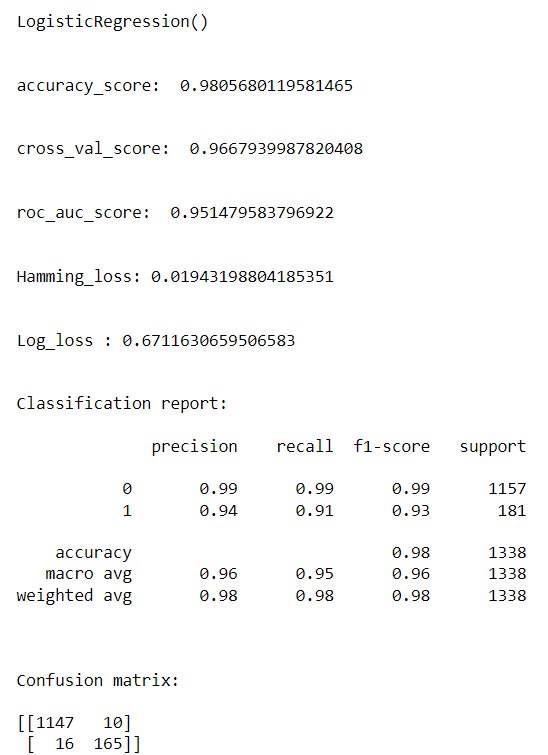 LogisticRegression()
accuracy_score:  0.9805680119581465
cross_val_score:  0.9667939987820408
roc_auc_score:  0.951479583796922
Hamming_loss: 0.01943198804185351
Log_loss : 0.6711630659506583
Classification report:
precision    recall  f1-score   support
0       0.99      0.99      0.99      1157
1       0.94      0.91      0.93       181
accuracy                           0.98      1338
macro avg       0.96      0.95      0.96      1338
weighted avg       0.98      0.98      0.98      1338
Confusion matrix:
[[1147   10]
[  16  165]]